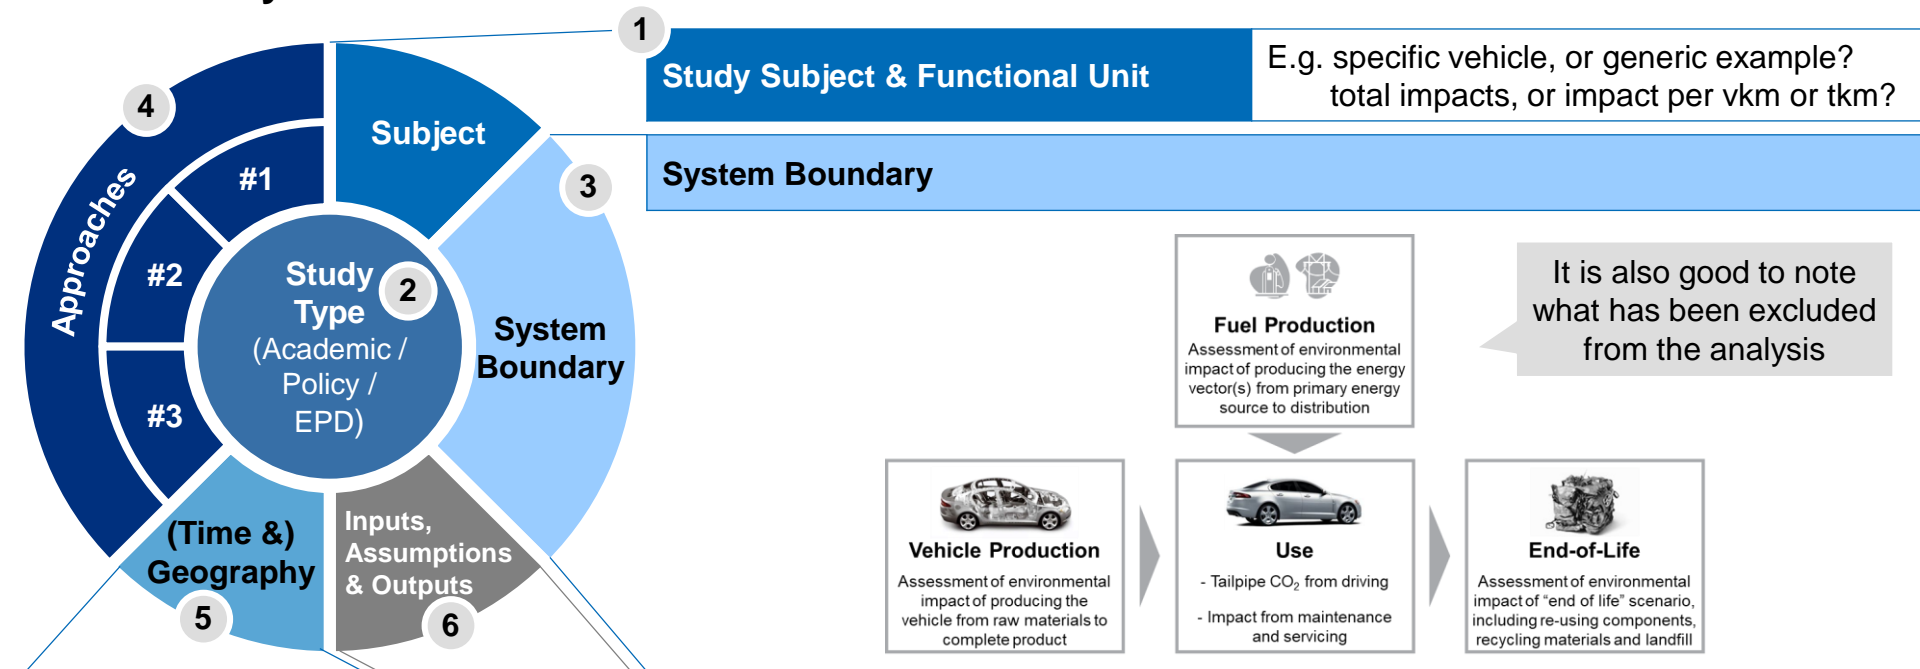 1
Study Subject & Functional Unit
E.g. specific vehicle, or generic example?
total impacts, or impact per vkm or tkm?
4
Subject
Approaches
#1
3
System Boundary
#2
Study
Type
(Academic /
Policy /
EPD)
2
System
Boundary
#3
Fuel Production
Assessment of environmental
impact of producing the energy
vector(s) from primary energy
source to distribution
It is also good to note
what has been excluded
from the analysis
(Time &)
Geography
5
Inputs,
Assumptions
& Outputs
6
Vehicle Production
Assessment of environmental
impact of producing the
vehicle from raw materials to
complete product
Use
- Tailpipe CO₂ from driving
- Impact from maintenance
and servicing
End-of-Life
Assessment of environmental
impact of “end of life” scenario,
including re-using components,
recycling materials and landfill